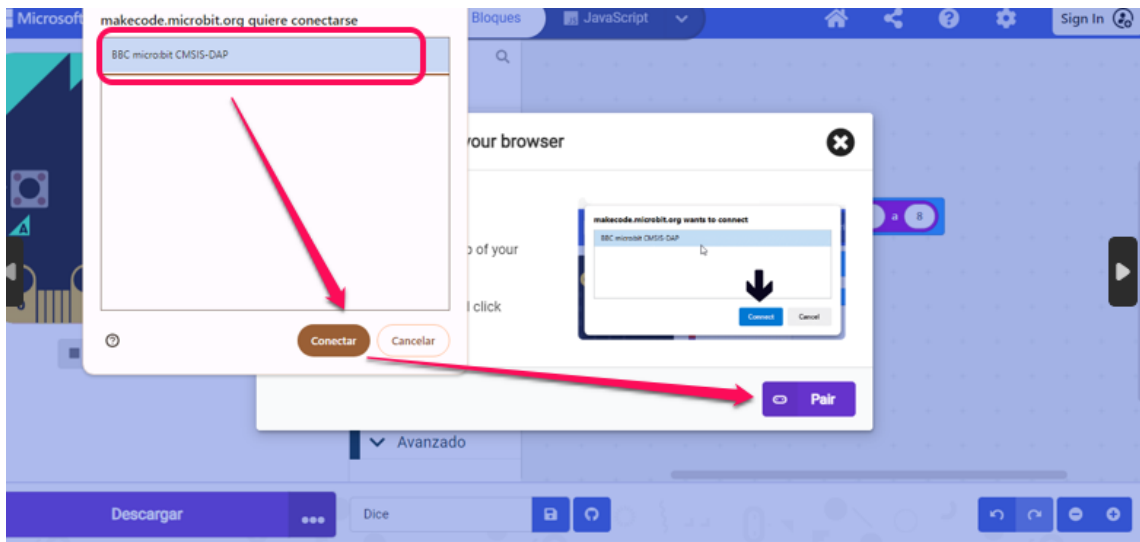 Microsoft
makecode.microbit.org quiere conectarse
BBC micro:bit CMSIS-DAP
Conectar
Cancelar
Bloques
JavaScript
Sign In
your browser
of your
click
makecode.microbit.org wants to connect
BBC micro:bit CMSIS-DAP
Connect
Cancel
Pair
A
a 8
Avanzado
Descargar
Dice